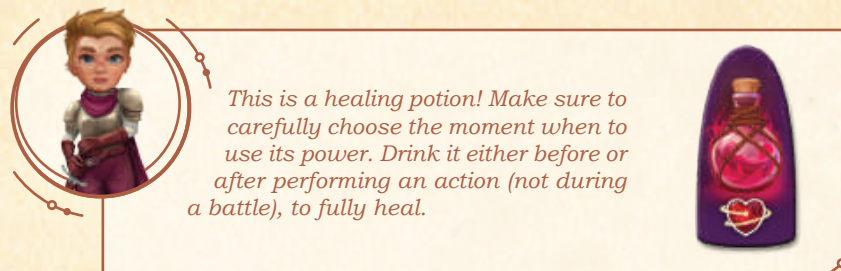 This is a healing potion! Make sure to
carefully choose the moment when to
use its power. Drink it either before or
after performing an action (not during
a battle), to fully heal.